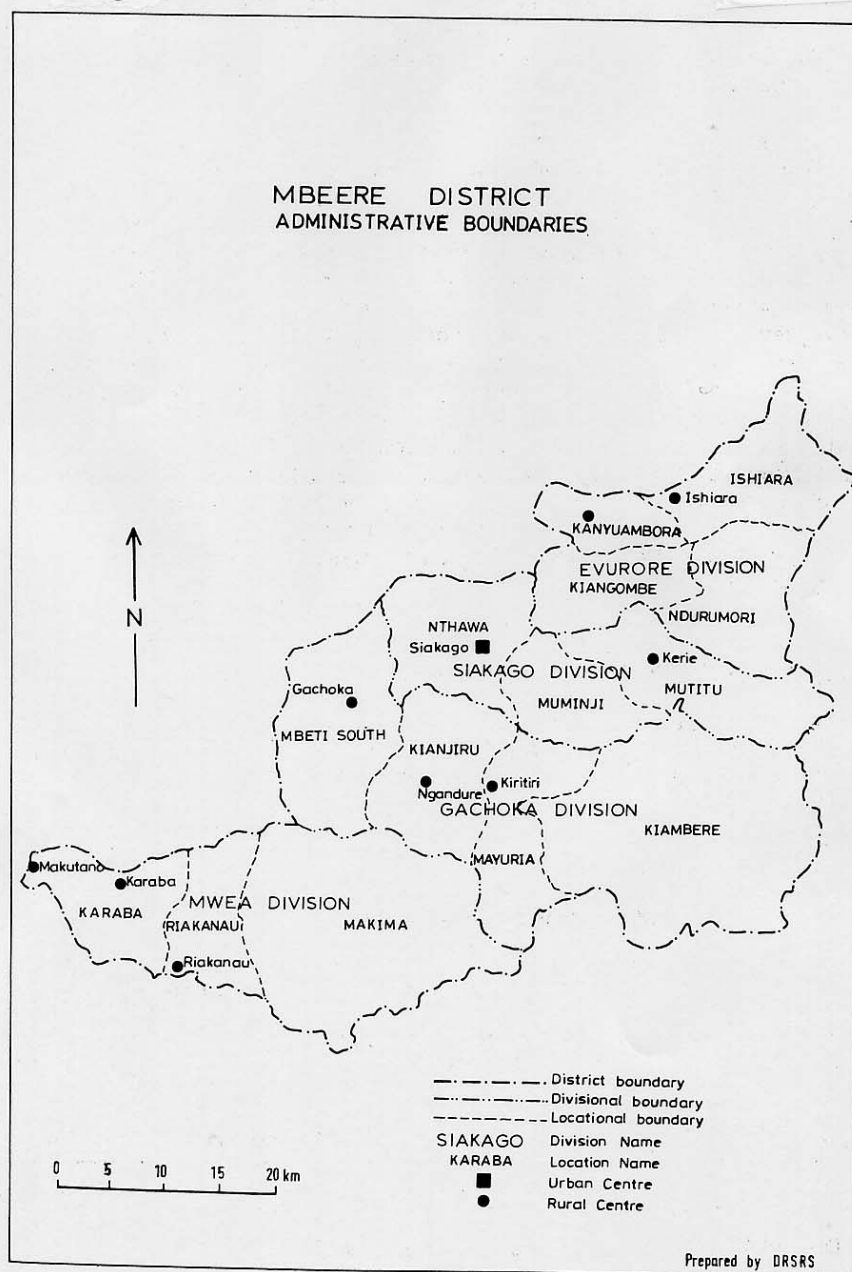 MBEERE DISTRICT
ADMINISTRATIVE BOUNDARIES
ISHIARA
Ishiara
KANYUAMBORA
EVURORE DIVISION
KIANGOMBE
N
NTHAWA
NDURUMORI
Siakago
Kerie
SIAKAGO DIVISION
MUTITU
Gachoka
MUMINJI
MBETI SOUTH
KIANJIRU
Ngandure
Kiritiri
GACHOKA DIVISION
KIAMBERE
MAYURIA
Makutano
Karaba
MWEA DIVISION
KARABA
RIAKANAU
MAKIMA
Riakanau
District boundary
Divisional boundary
Locational boundary
SIAKAGO Division Name
KARABA Location Name
Urban Centre
Rural Centre
0 5 10 15 20 km
Prepared by DRSRS